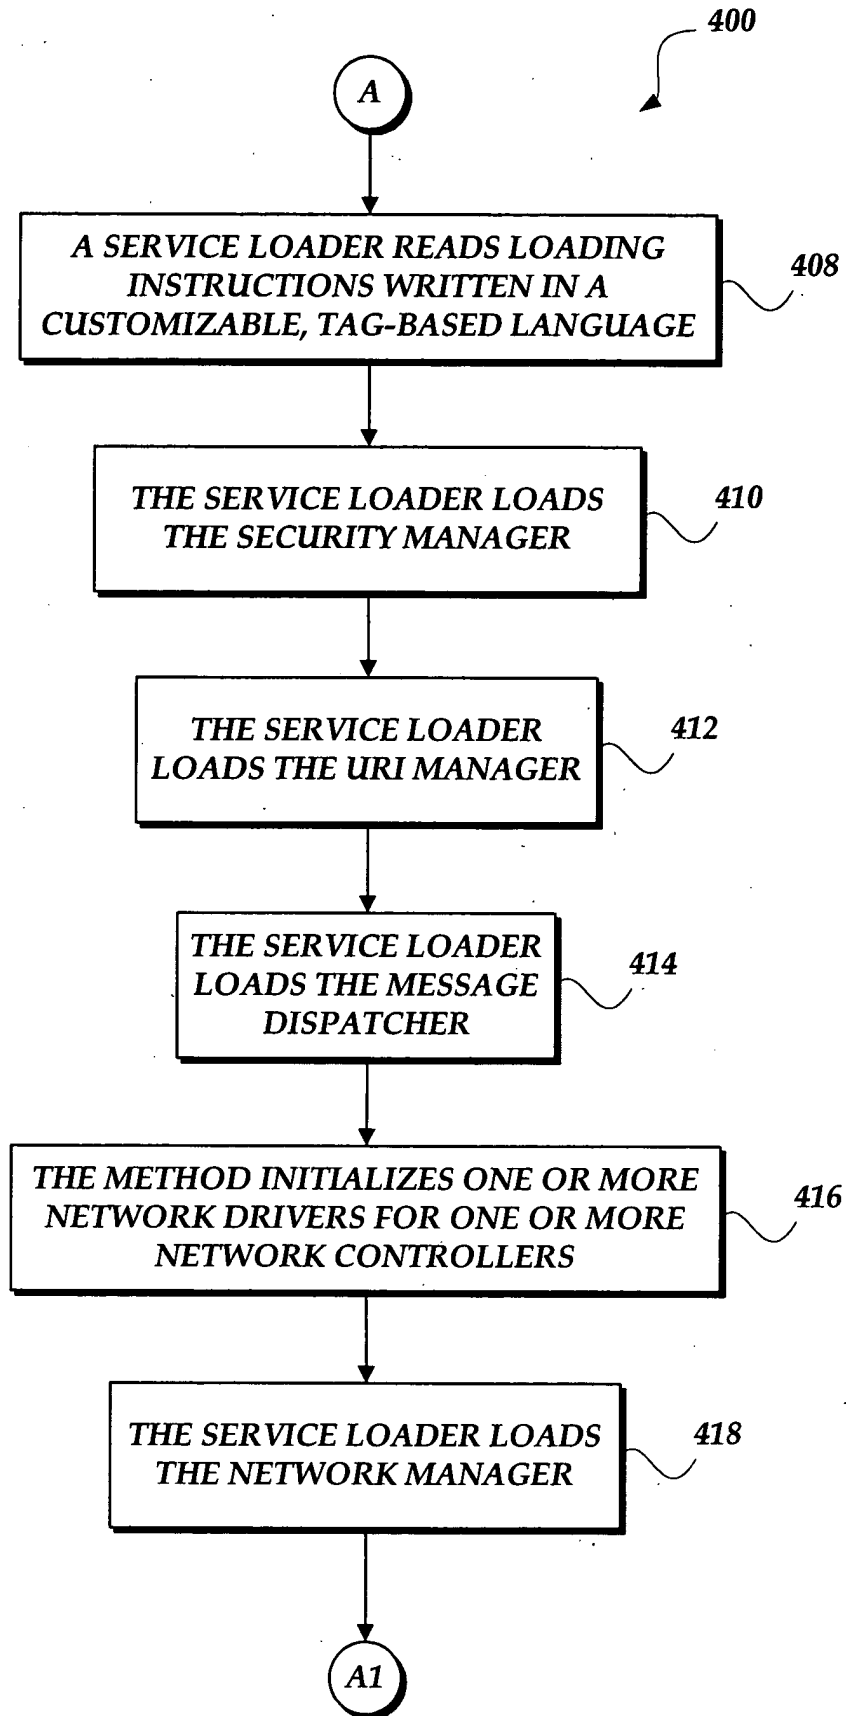 400
A
A SERVICE LOADER READS LOADING
INSTRUCTIONS WRITTEN IN A
CUSTOMIZABLE, TAG-BASED LANGUAGE
408
THE SERVICE LOADER LOADS
THE SECURITY MANAGER
410
THE SERVICE LOADER
LOADS THE URI MANAGER
412
THE SERVICE LOADER
LOADS THE MESSAGE
DISPATCHER
414
THE METHOD INITIALIZES ONE OR MORE
NETWORK DRIVERS FOR ONE OR MORE
NETWORK CONTROLLERS
416
THE SERVICE LOADER LOADS
THE NETWORK MANAGER
418
A1